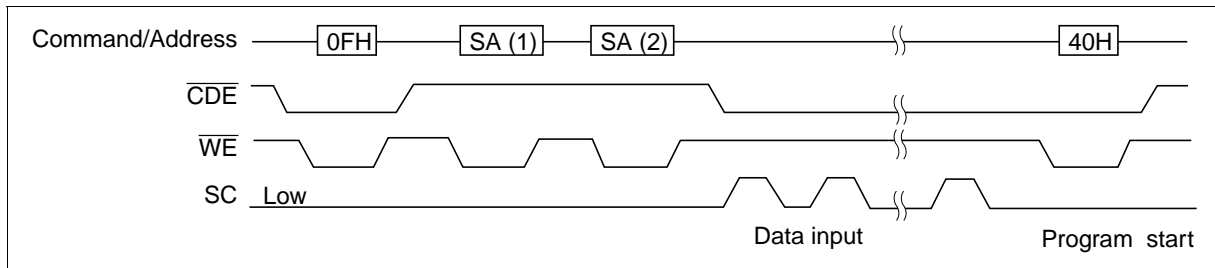 Command/Address 0FH SA (1) SA (2) 40H
CDE
WE
SC Low
Data input Program start